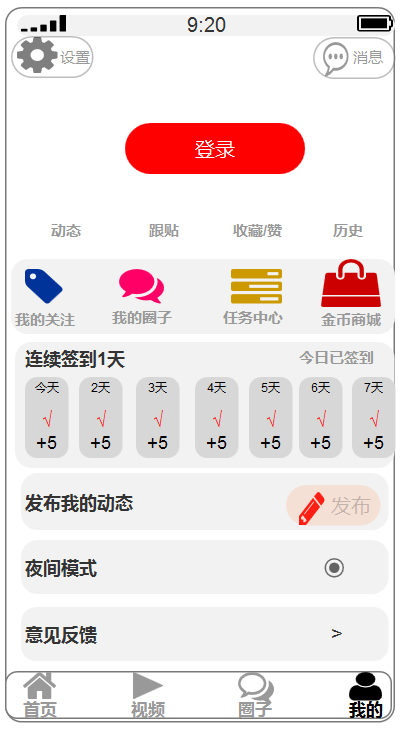 9:20
设置 消息
登录
动态 跟贴 收藏/赞 历史
我的关注 我的圈子 任务中心 金币商城
连续签到1天 今日已签到
今天 2天 3天 4天 5天 6天 7天
√ √ √ √ √ √ √
+5 +5 +5 +5 +5 +5 +5
发布我的动态 发布
夜间模式
意见反馈 >
首页 视频 圈子 我的